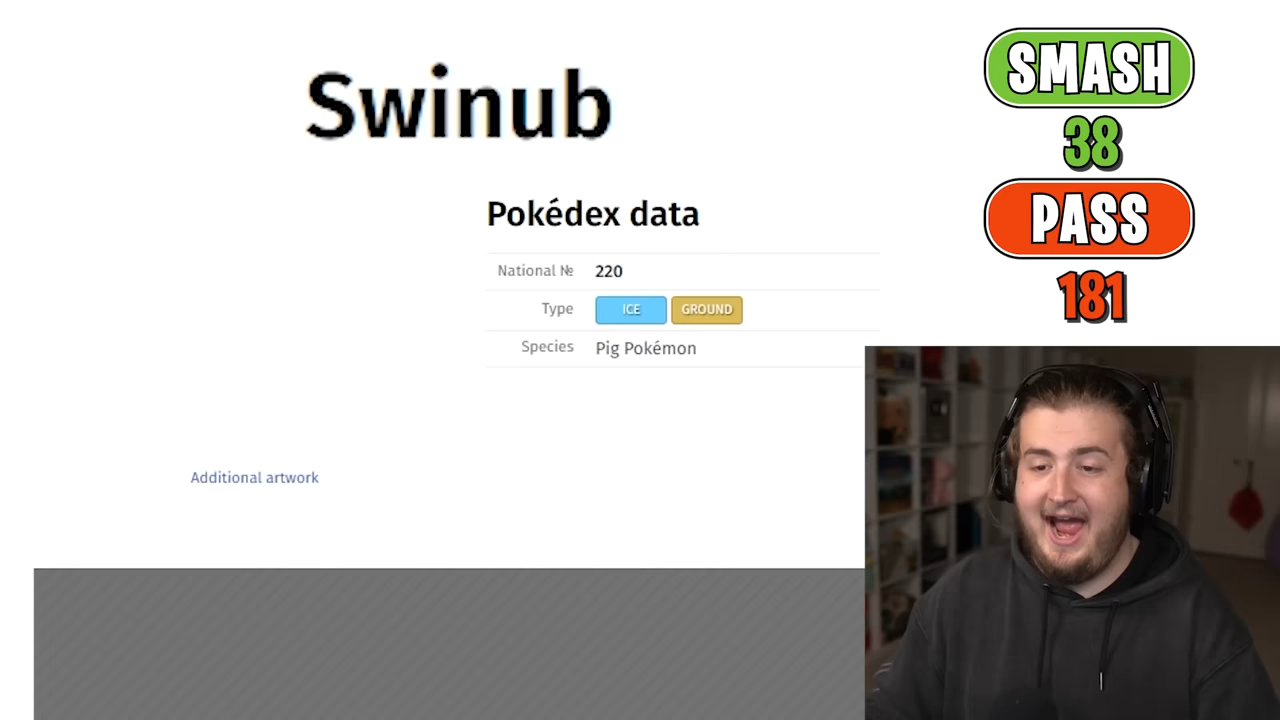 Swinub
Pokédex data
National № 220
Type ICE GROUND
Species Pig Pokémon
Additional artwork
SMASH
38
PASS
181